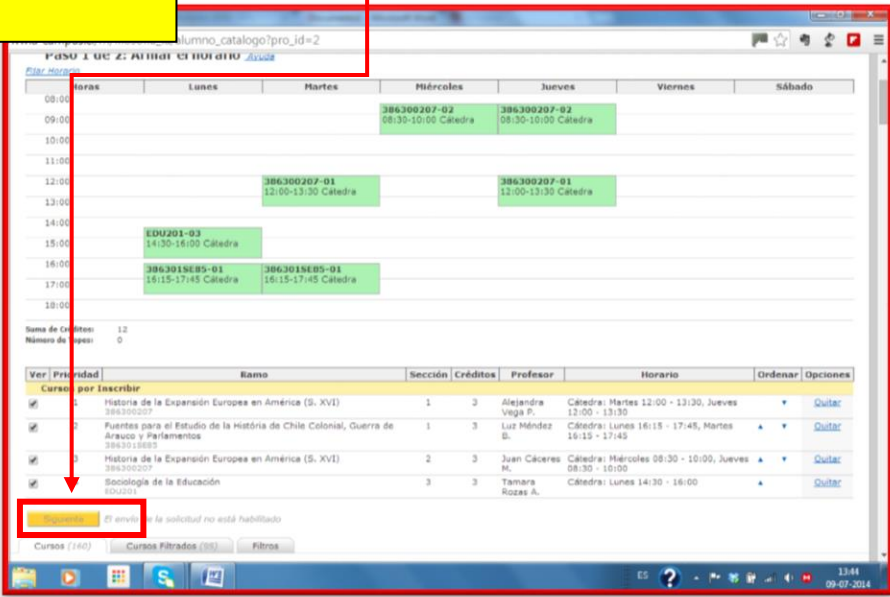 alumno_catalogo?pro_id=2
Paso 1 de 2: Armar el horario Ayuda
Fijar Horario
Horas Lunes Martes Miércoles Jueves Viernes Sábado
08:00
386300207-02 386300207-02
09:00 08:30-10:00 Cátedra 08:30-10:00 Cátedra
10:00
11:00
12:00 386300207-01 386300207-01
12:00-13:30 Cátedra 12:00-13:30 Cátedra
13:00
14:00
EDU201-03
15:00 14:30-16:00 Cátedra
16:00 386301SE85-01 386301SE85-01
17:00 16:15-17:45 Cátedra 16:15-17:45 Cátedra
18:00
Suma de Créditos: 12
Número de Topes: 0
Ver Prioridad Ramo Sección Créditos Profesor Horario Ordenar Opciones
Cursos por Inscribir
1 Historia de la Expansión Europea en América (S. XVI) 1 3 Alejandra Cátedra: Martes 12:00 - 13:30, Jueves Quitar
386300207 Vega P. 12:00 - 13:30
2 Fuentes para el Estudio de la História de Chile Colonial, Guerra de 1 3 Luz Méndez Cátedra: Lunes 16:15 - 17:45, Martes Quitar
Arauco y Parlamentos B. 16:15 - 17:45
386301SE85
3 Historia de la Expansión Europea en América (S. XVI) 2 3 Juan Cáceres Cátedra: Miércoles 08:30 - 10:00, Jueves Quitar
386300207 M. 08:30 - 10:00
Sociología de la Educación 3 3 Tamara Cátedra: Lunes 14:30 - 16:00 Quitar
EDU201 Rozas A.
Siguiente El envío de la solicitud no está habilitado
Cursos (160) Cursos Filtrados (98) Filtros
ES 13:44
09-07-2014